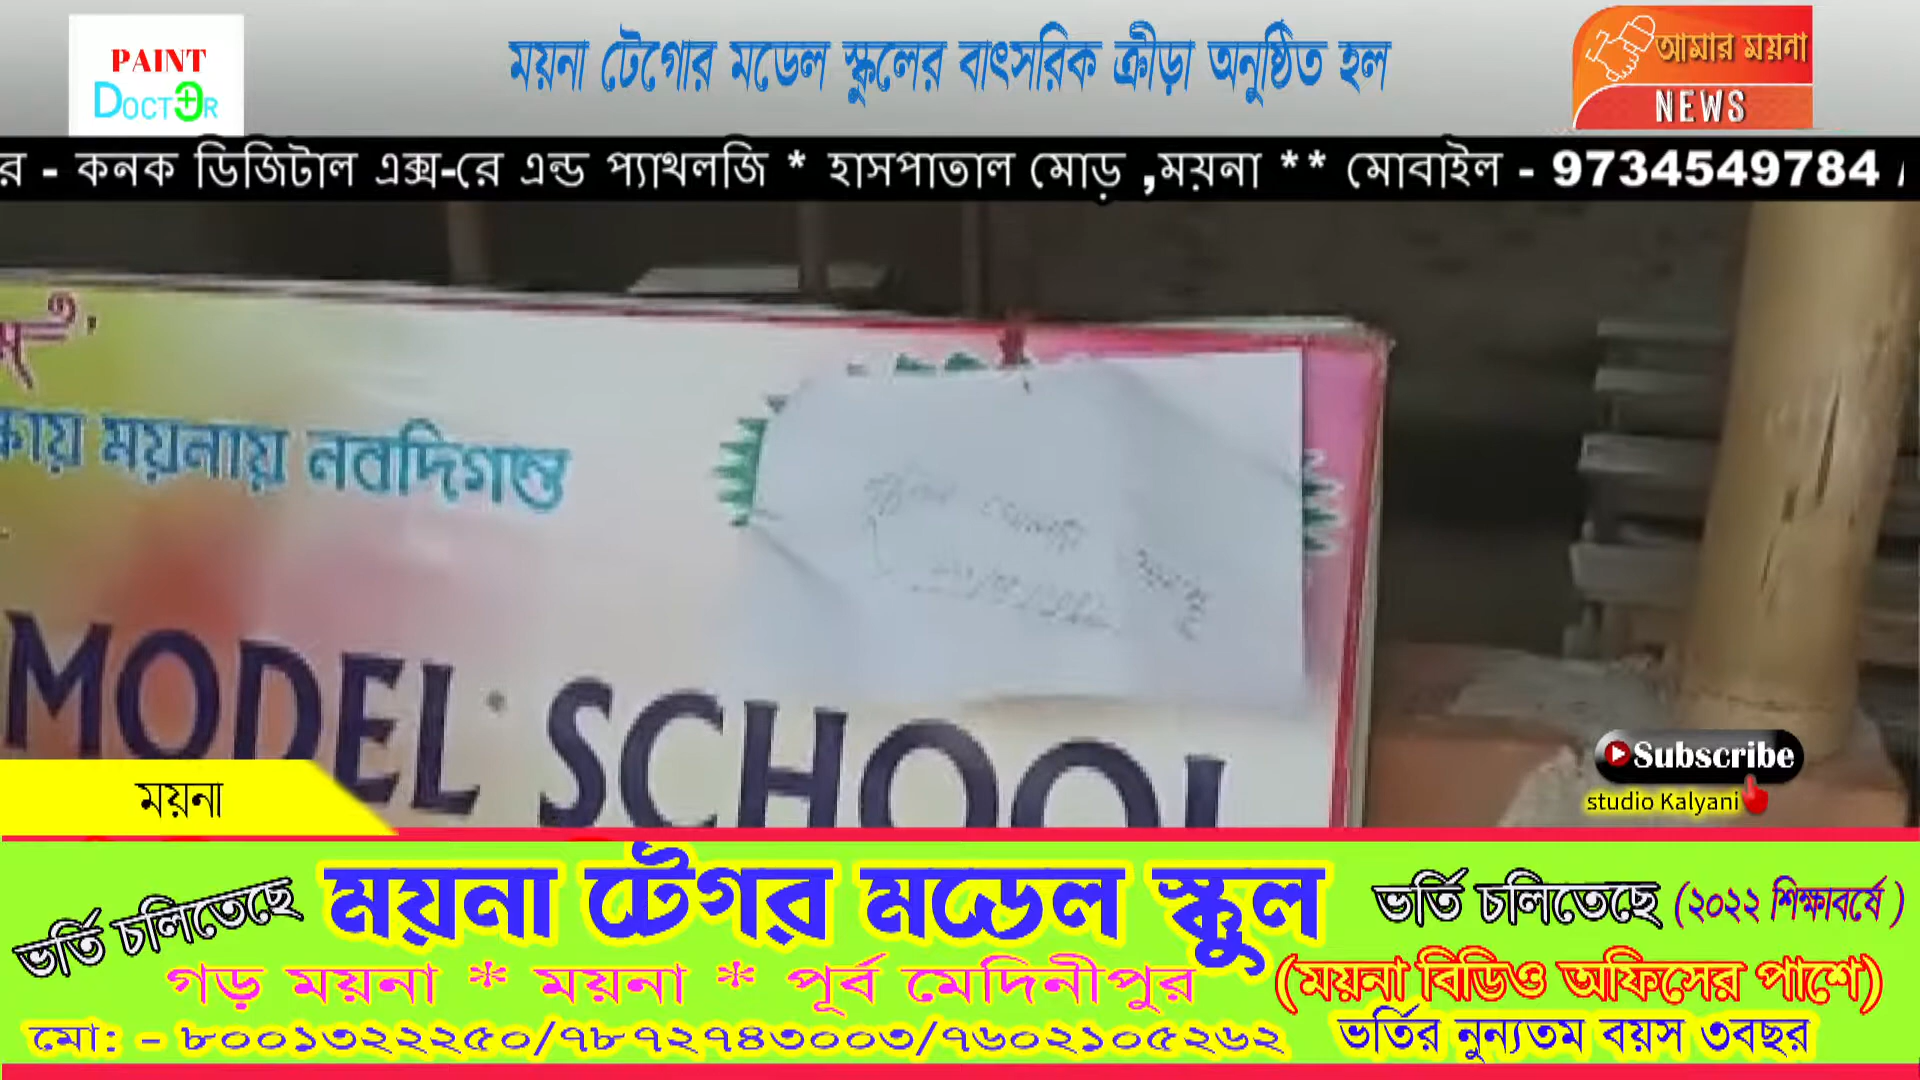 PAINT
DOCTOR
ময়না টেগোর মডেল স্কুলের বাৎসরিক ক্রীড়া অনুষ্ঠিত হল
আমার ময়না
NEWS
র - কনক ডিজিটাল এক্স-রে এন্ড প্যাথলজি * হাসপাতাল মোড় ,ময়না ** মোবাইল - 9734549784
ময়নায় নবদিগন্ত
MODEL SCHOOL
Subscribe
studio Kalyani
ময়না
ভর্তি চলিতেছে
ময়না টেগর মডেল স্কুল
ভর্তি চলিতেছে (২০২২ শিক্ষাবর্ষে )
গড় ময়না * ময়না * পূর্ব মেদিনীপুর
(ময়না বিডিও অফিসের পাশে)
মো: - ৮০০১৩২২২৫০/৭৮৭২৭৪৩০০৩/৭৬০২১০৫২৬২
ভর্তির নুন্যতম বয়স ৩বছর